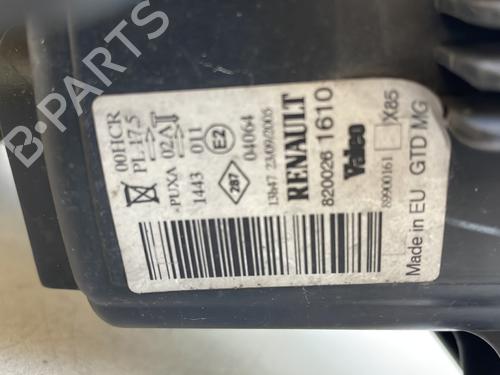 00HCR
PL 17.5
PUXA 02A
1443 011
E2
287
04064
13h47 23/09/2005
RENAULT
820026 1610
Valeo
89900161 X85
Made in EU GTD MG
B-PARTS